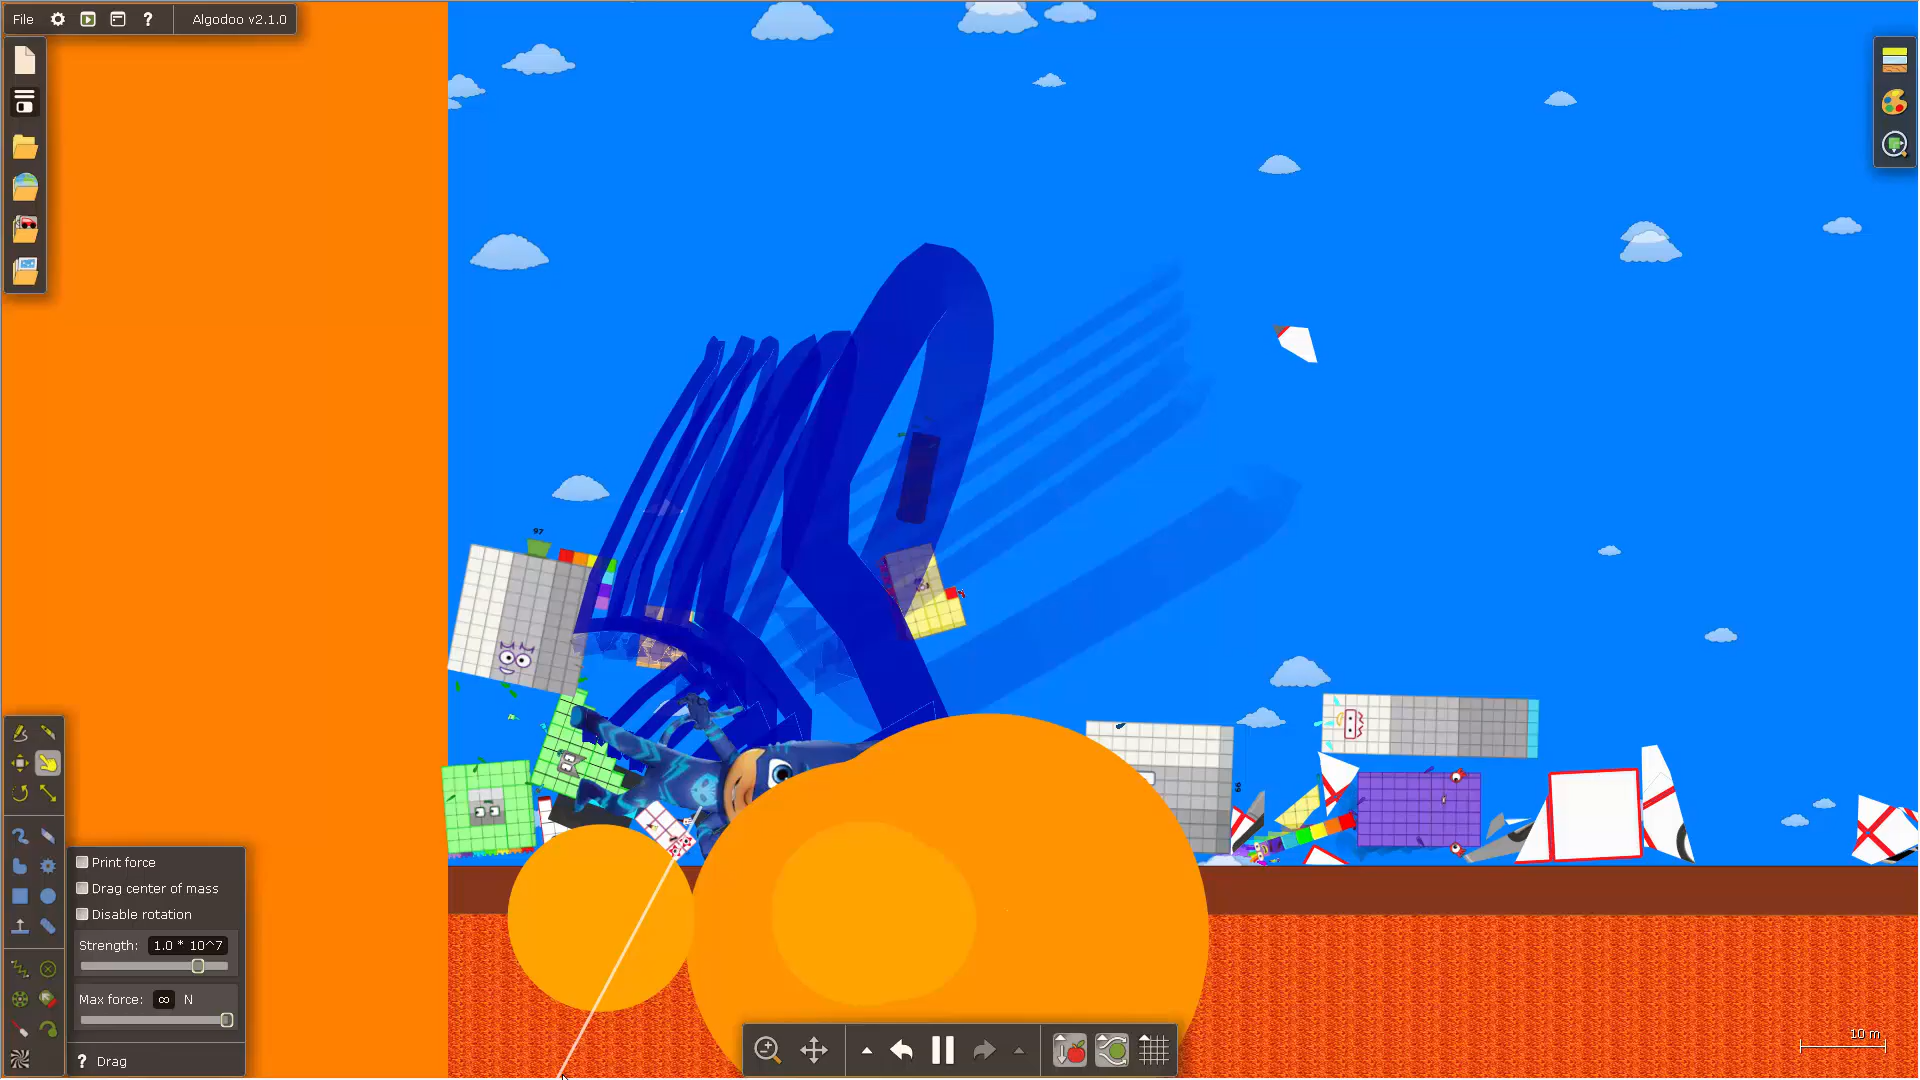 File ? Algodoo v2.1.0
97
Print force
Drag center of mass
Disable rotation
Strength: 1.0 * 10^7
Max force: ∞ N
? Drag
10 m